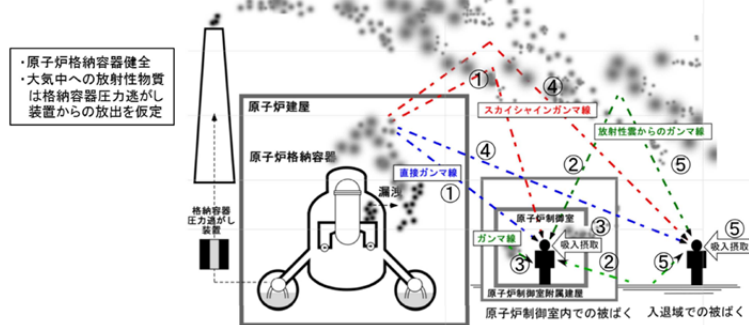 ・原子炉格納容器健全
・大気中への放射性物質
は格納容器圧力逃がし
装置からの放出を仮定
原子炉建屋
原子炉格納容器
漏洩
格納容器
圧力逃がし
装置
①
④
スカイシャインガンマ線
放射性雲からのガンマ線
②
⑤
直接ガンマ線
④
①
原子炉制御室
③
吸入摂取
ガンマ線
③
②
⑤
吸入摂取
⑤
原子炉制御室附属建屋
原子炉制御室内での被ばく
入退域での被ばく